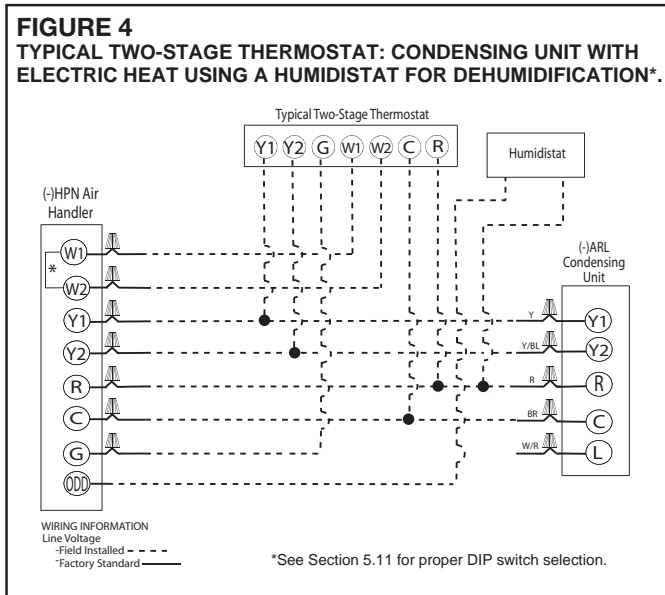 FIGURE 4
TYPICAL TWO-STAGE THERMOSTAT: CONDENSING UNIT WITH
ELECTRIC HEAT USING A HUMIDISTAT FOR DEHUMIDIFICATION*.
Typical Two-Stage Thermostat
Y1 Y2 G W1 W2 C R
Humidistat
(-)HPN Air
Handler
W1
*
W2
Y1
Y2
R
C
G
ODD
(-)ARL
Condensing
Unit
Y Y1
Y/BL Y2
R R
BR C
W/R L
WIRING INFORMATION
Line Voltage
-Field Installed
-Factory Standard
*See Section 5.11 for proper DIP switch selection.